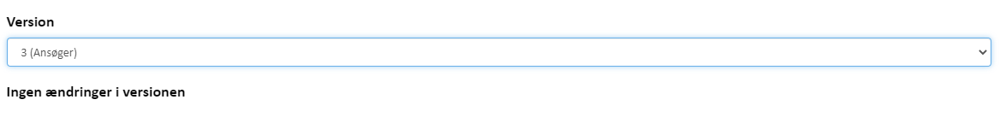 Version
3 (Ansøger)
Ingen ændringer i versionen